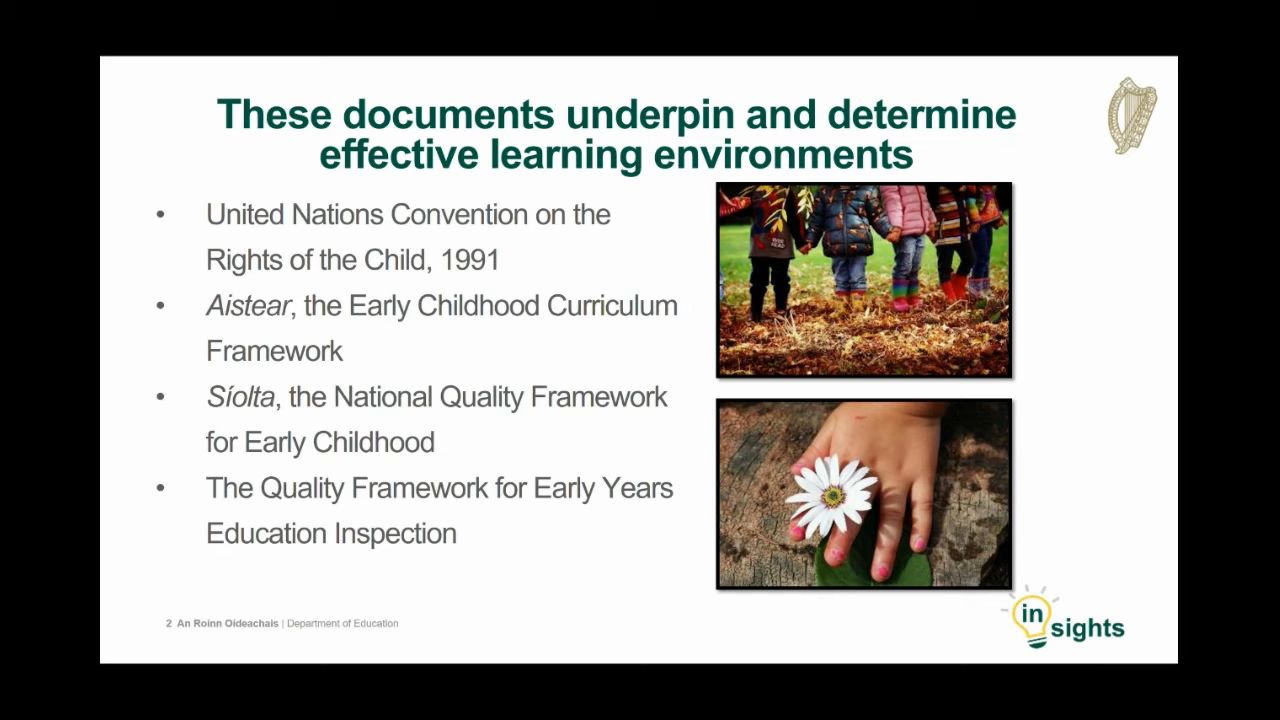 These documents underpin and determine
effective learning environments
• United Nations Convention on the
Rights of the Child, 1991
• Aistear, the Early Childhood Curriculum
Framework
• Síolta, the National Quality Framework
for Early Childhood
• The Quality Framework for Early Years
Education Inspection
WILD
HEAD
2 An Roinn Oideachais | Department of Education
in
sights